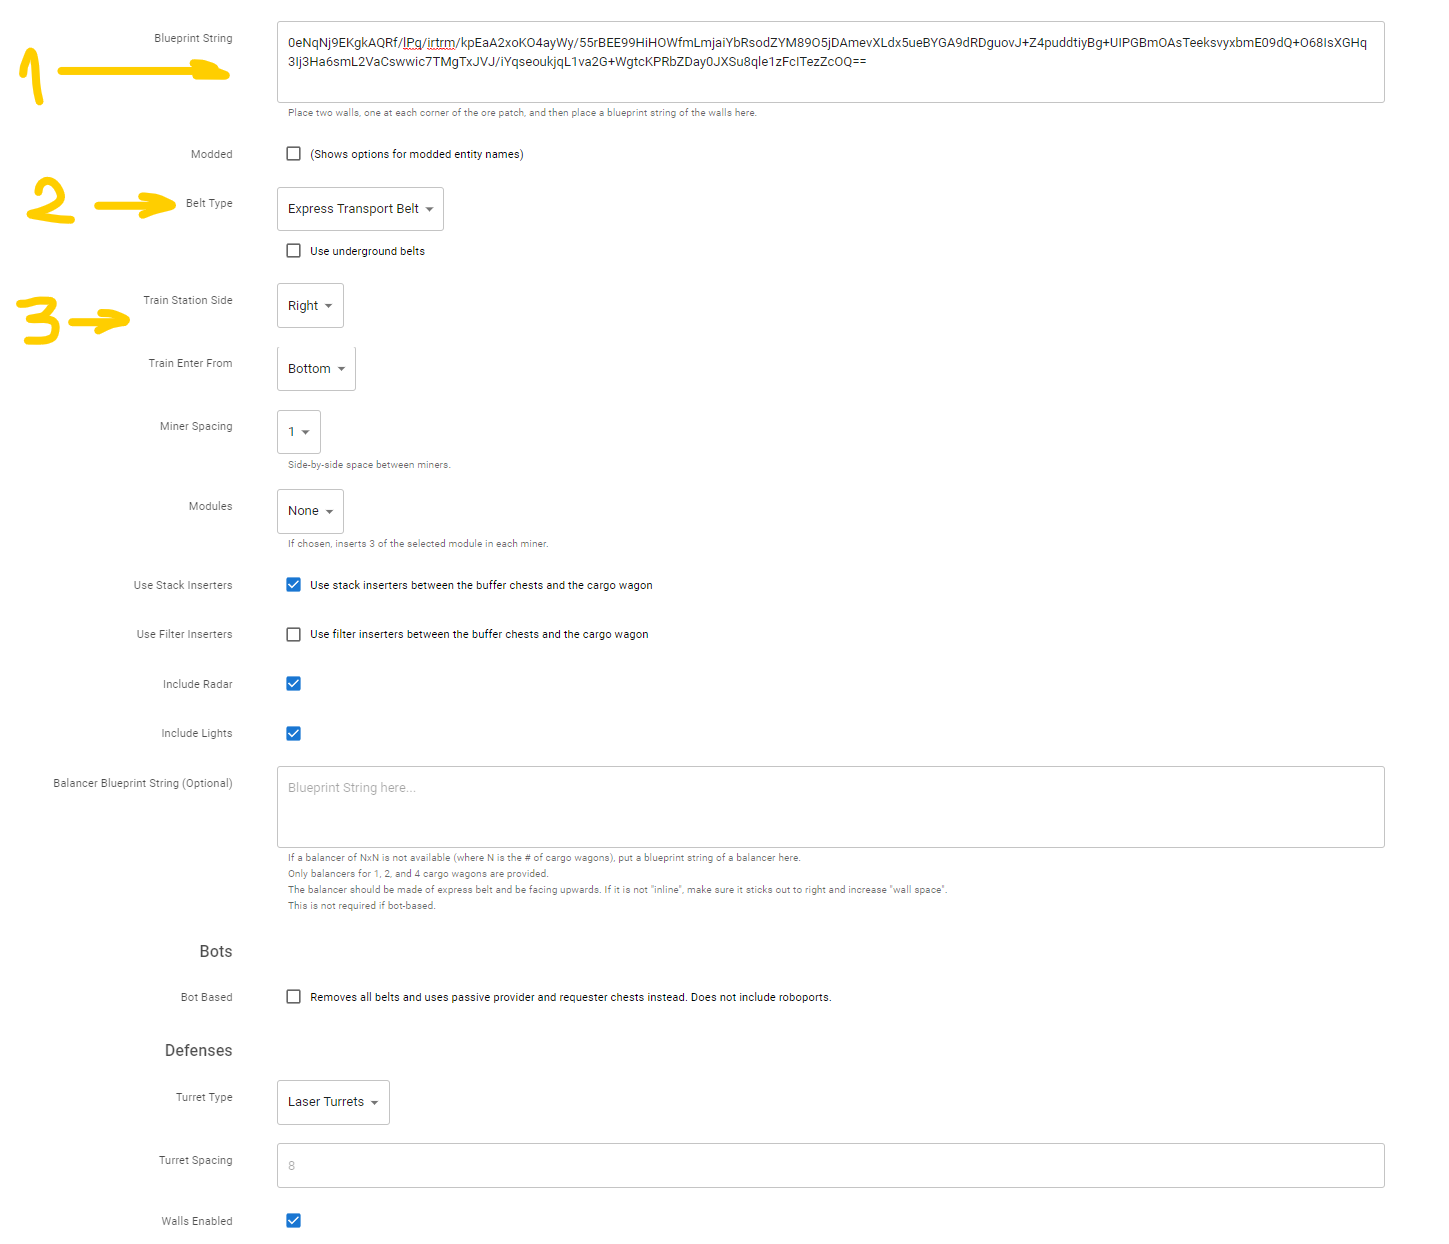 Blueprint String
0eNqNj9EKgkAQRf/lPq/irtrm/kpEaA2xoKO4ayWy/55rBEE99HiHOWfmLmjaiYbRsodZYM89O5jDAmevXLdx5ueBYGA9dRDguovJ+Z4puddtiyBg+UIPGBmOAsTeeksvyxbmE09dQ+O68IsXGHq
3Ij3Ha6smL2VaCswwic7TMgTxJVJ/iYqseoukjqL1va2G+WgtcKPRbZDay0JXSu8qle1zFcITezZcOQ==
1
Place two walls, one at each corner of the ore patch, and then place a blueprint string of the walls here.
Modded
(Shows options for modded entity names)
2
Belt Type
Express Transport Belt
Use underground belts
3
Train Station Side
Right
Train Enter From
Bottom
Miner Spacing
1
Side-by-side space between miners.
Modules
None
If chosen, inserts 3 of the selected module in each miner.
Use Stack Inserters
Use stack inserters between the buffer chests and the cargo wagon
Use Filter Inserters
Use filter inserters between the buffer chests and the cargo wagon
Include Radar
Include Lights
Balancer Blueprint String (Optional)
Blueprint String here...
If a balancer of NxN is not available (where N is the # of cargo wagons), put a blueprint string of a balancer here.
Only balancers for 1, 2, and 4 cargo wagons are provided.
The balancer should be made of express belt and be facing upwards. If it is not "inline", make sure it sticks out to right and increase "wall space".
This is not required if bot-based.
Bots
Bot Based
Removes all belts and uses passive provider and requester chests instead. Does not include roboports.
Defenses
Turret Type
Laser Turrets
Turret Spacing
8
Walls Enabled